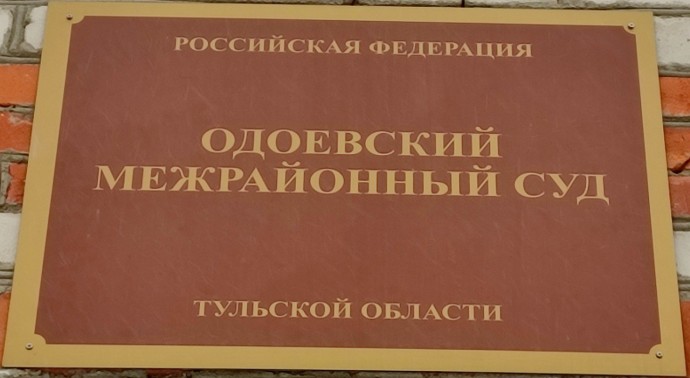 РОССИЙСКАЯ ФЕДЕРАЦИЯ
ОДОЕВСКИЙ
МЕЖРАЙОННЫЙ СУД
ТУЛЬСКОЙ ОБЛАСТИ